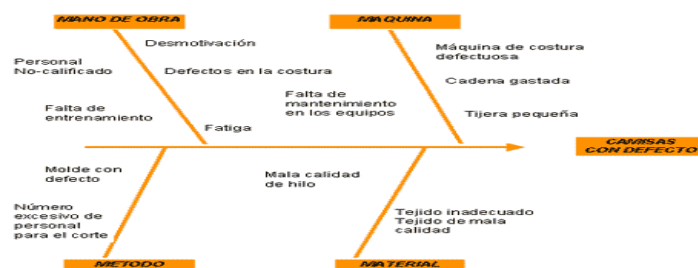 MANO DE OBRA
MAQUINA
Desmotivación
Personal
No-calificado
Defectos en la costura
Falta de
entrenamiento
Fatiga
Máquina de costura
defectuosa
Cadena gastada
Falta de
mantenimiento
en los equipos
Tijera pequeña
CAMISAS
CON DEFECTO
Molde con
defecto
Número
excesivo de
personal
para el corte
Mala calidad
de hilo
Tejido inadecuado
Tejido de mala
calidad
METODO
MATERIAL